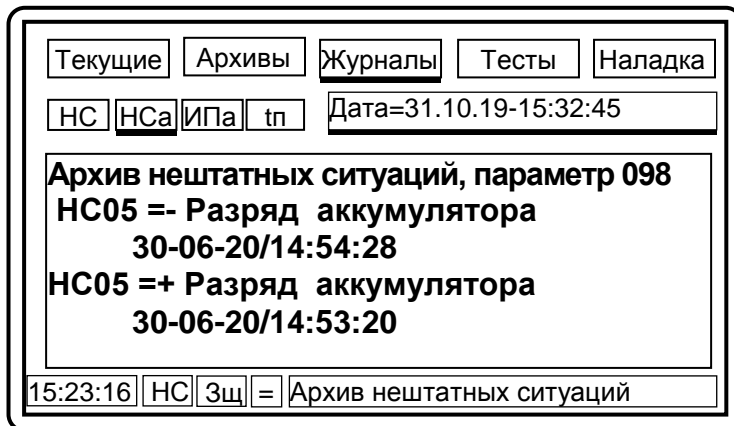 Текущие Архивы Журналы Тесты Наладка
НС НСа ИПа tп Дата=31.10.19-15:32:45
Архив нештатных ситуаций, параметр 098
НС05 =- Разряд аккумулятора
30-06-20/14:54:28
НС05 =+ Разряд аккумулятора
30-06-20/14:53:20
15:23:16 НС Зщ = Архив нештатных ситуаций